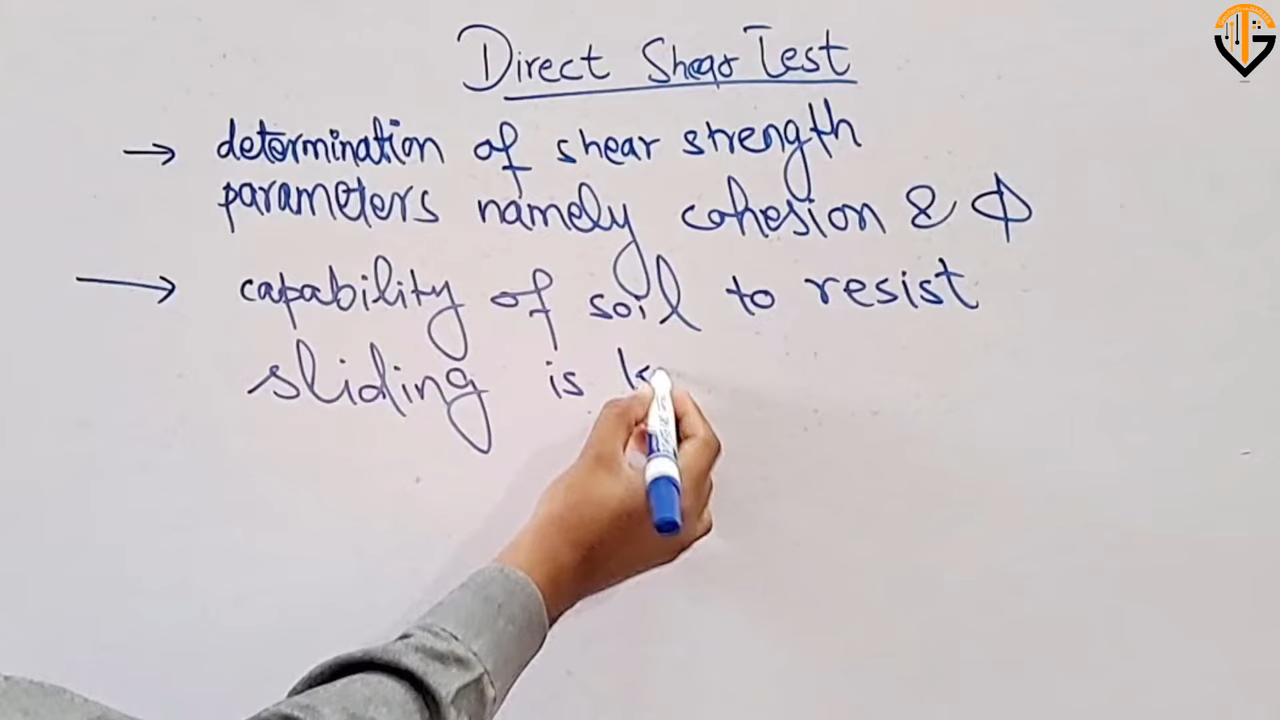 Direct Shear Test
→ determination of shear strength
parameters namely cohesion & Φ
→ capability of soil to resist
sliding is k